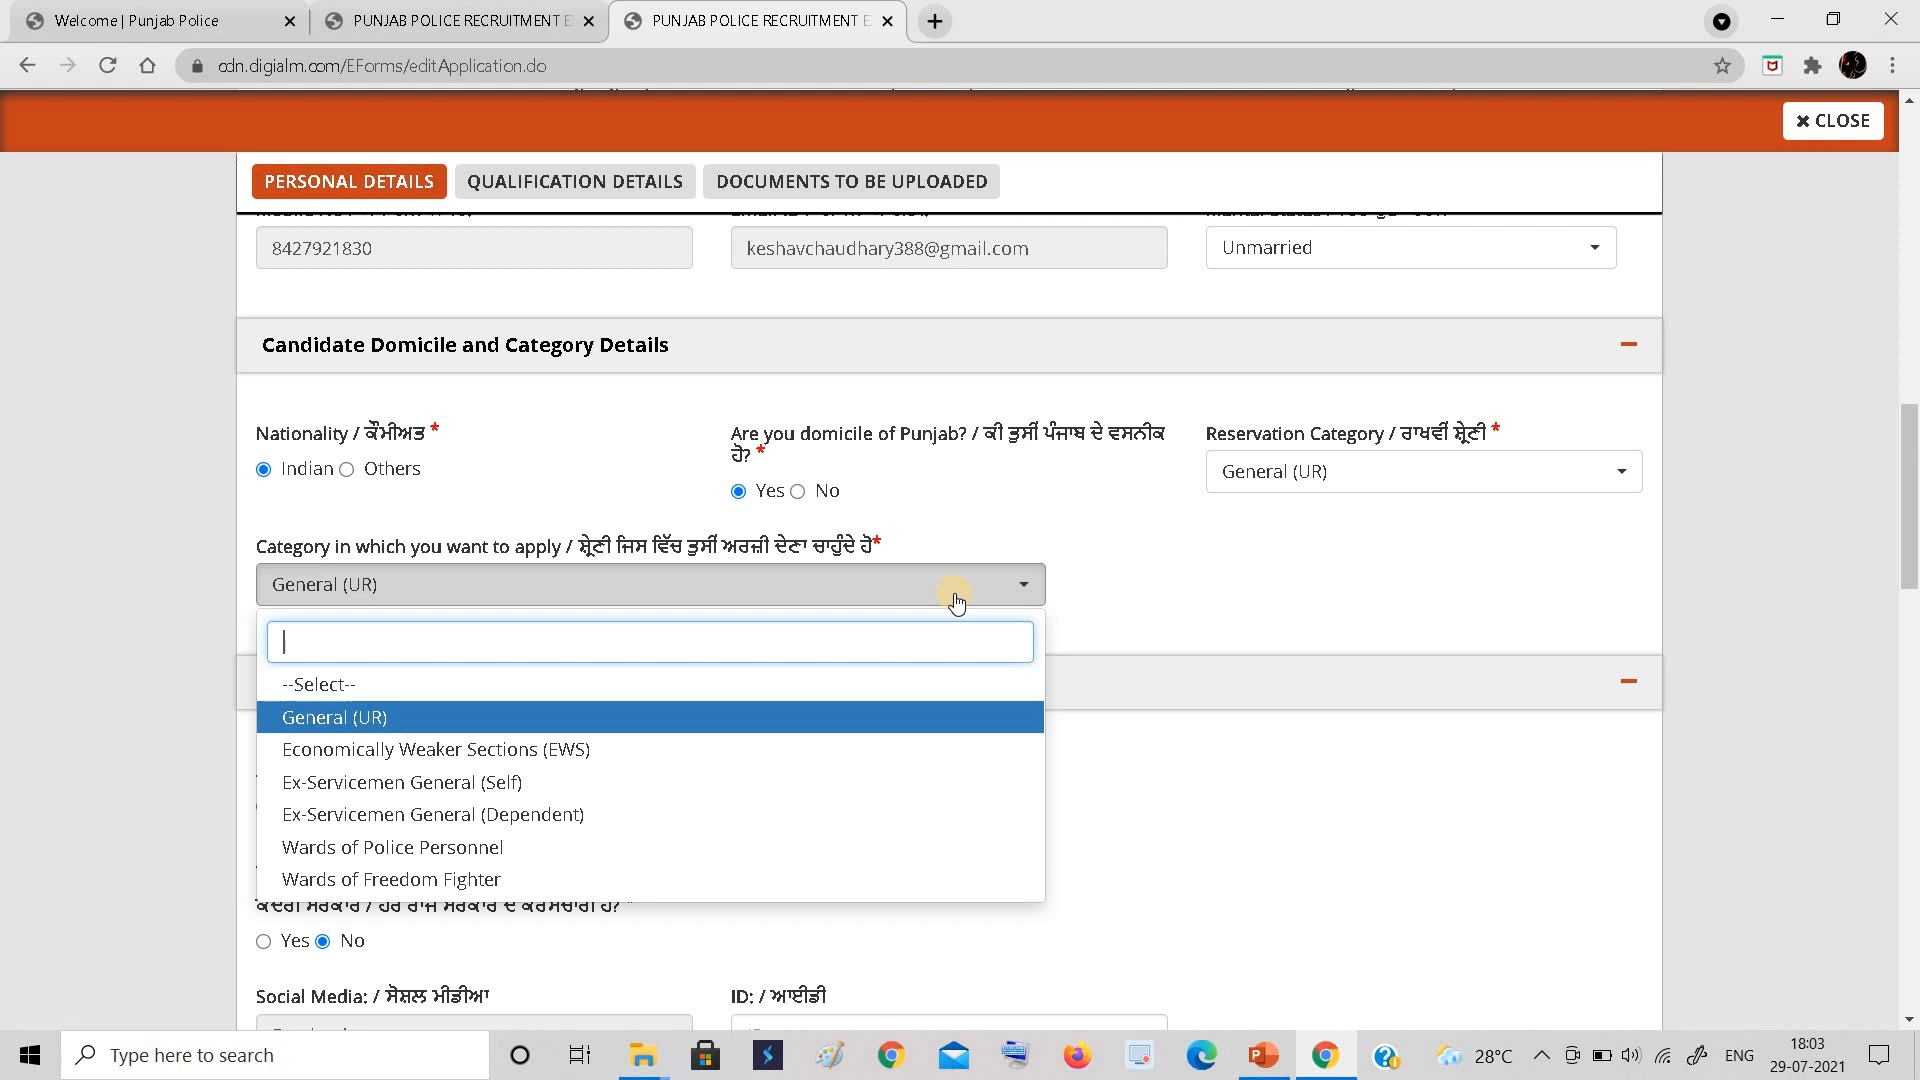 Welcome | Punjab Police
PUNJAB POLICE RECRUITMENT E
PUNJAB POLICE RECRUITMENT E
cdn.digialm.com/EForms/editApplication.do
CLOSE
PERSONAL DETAILS
QUALIFICATION DETAILS
DOCUMENTS TO BE UPLOADED
8427921830
keshavchaudhary388@gmail.com
Unmarried
Candidate Domicile and Category Details
Nationality / ਕੌਮੀਅਤ *
Are you domicile of Punjab? / ਕੀ ਤੁਸੀਂ ਪੰਜਾਬ ਦੇ ਵਸਨੀਕ
ਹੋ? *
Reservation Category / ਰਾਖਵੀਂ ਸ਼੍ਰੇਣੀ *
Indian Others
General (UR)
Yes No
Category in which you want to apply / ਸ਼੍ਰੇਣੀ ਜਿਸ ਵਿੱਚ ਤੁਸੀਂ ਅਰਜ਼ੀ ਦੇਣਾ ਚਾਹੁੰਦੇ ਹੋ*
General (UR)
--Select--
General (UR)
Economically Weaker Sections (EWS)
Ex-Servicemen General (Self)
Ex-Servicemen General (Dependent)
Wards of Police Personnel
Wards of Freedom Fighter
Yes No
Social Media: / ਸੋਸ਼ਲ ਮੀਡੀਆ
ID: / ਆਈਡੀ
Type here to search
28°C
ENG
18:03
29-07-2021